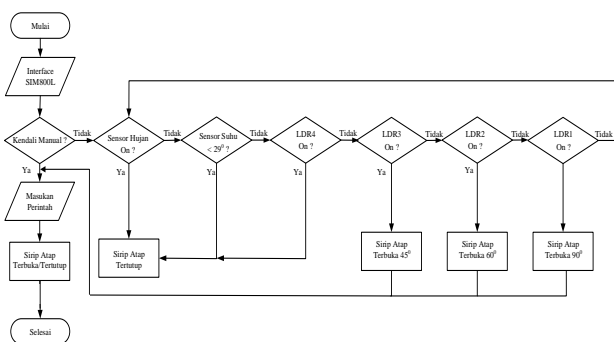 Mulai
Interface
SIM800L
Kendali Manual ?
Tidak
Sensor Hujan
On ?
Tidak
Sensor Suhu
< 29⁰ ?
Tidak
LDR4
On ?
Tidak
LDR3
On ?
Tidak
LDR2
On ?
Tidak
LDR1
On ?
Tidak
Ya
Ya
Ya
Ya
Ya
Ya
Ya
Masukan
Perintah
Sirip Atap
Terbuka/Tertutup
Sirip Atap
Tertutup
Sirip Atap
Terbuka 45⁰
Sirip Atap
Terbuka 60⁰
Sirip Atap
Terbuka 90⁰
Selesai